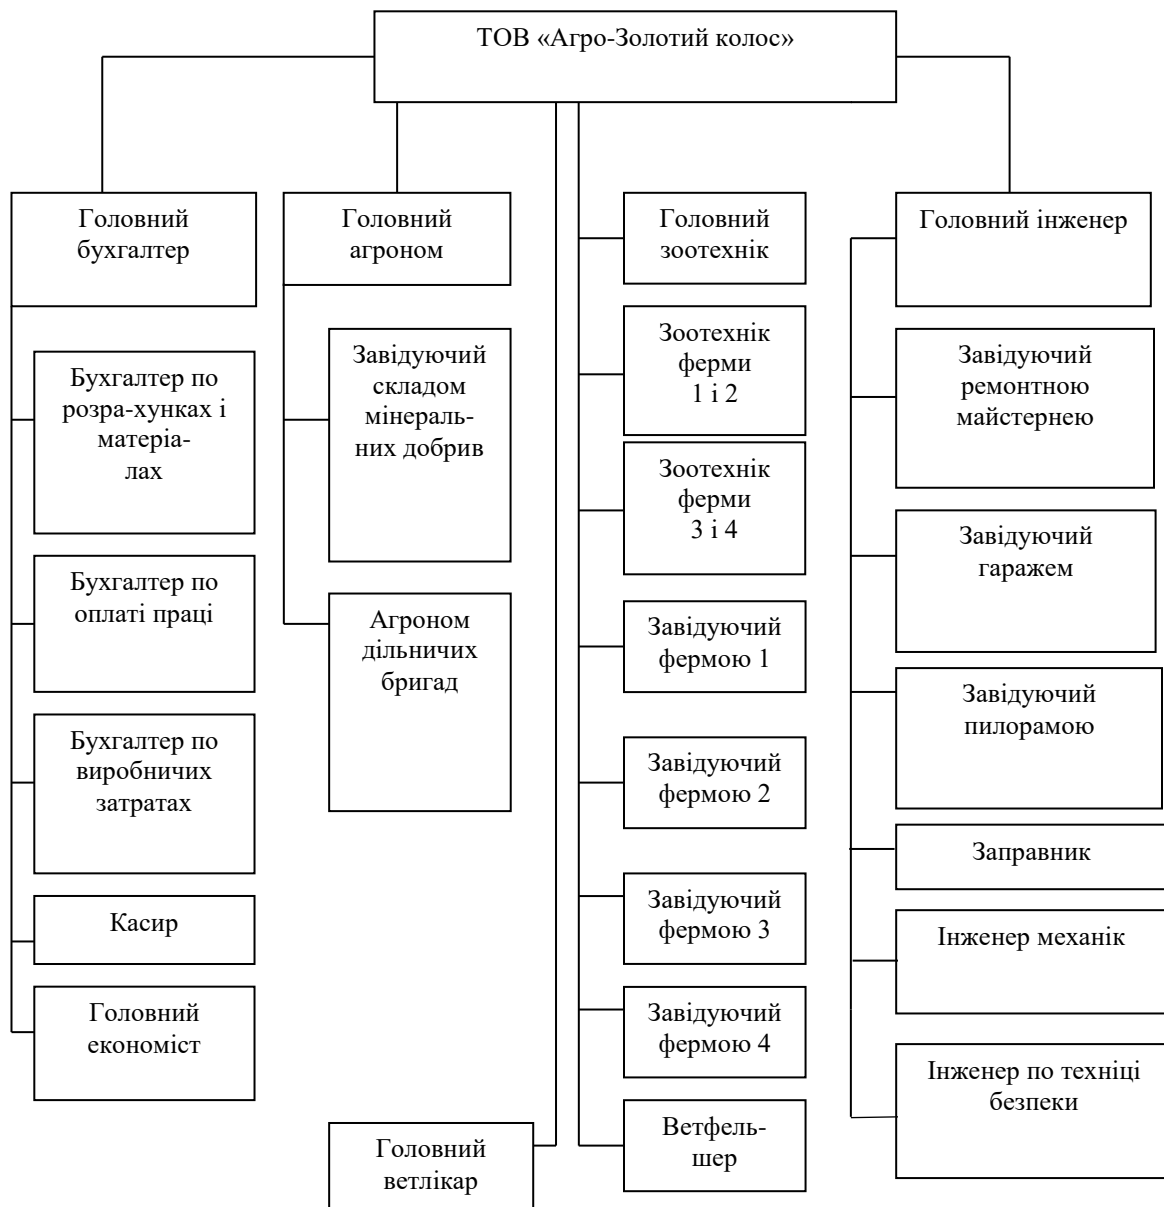 ТОВ «Агро-Золотий колос»
Головний
бухгалтер
Бухгалтер по
розра-хунках і
матеріа-
лах
Бухгалтер по
оплаті праці
Бухгалтер по
виробничих
затратах
Касир
Головний
економіст
Головний
агроном
Завідуючий
складом
мінераль-
них добрив
Агроном
дільничих
бригад
Головний
ветлікар
Головний
зоотехнік
Зоотехнік
ферми
1 і 2
Зоотехнік
ферми
3 і 4
Завідуючий
фермою 1
Завідуючий
фермою 2
Завідуючий
фермою 3
Завідуючий
фермою 4
Ветфель-
шер
Головний інженер
Завідуючий
ремонтною
майстернею
Завідуючий
гаражем
Завідуючий
пилорамою
Заправник
Інженер механік
Інженер по техніці
безпеки